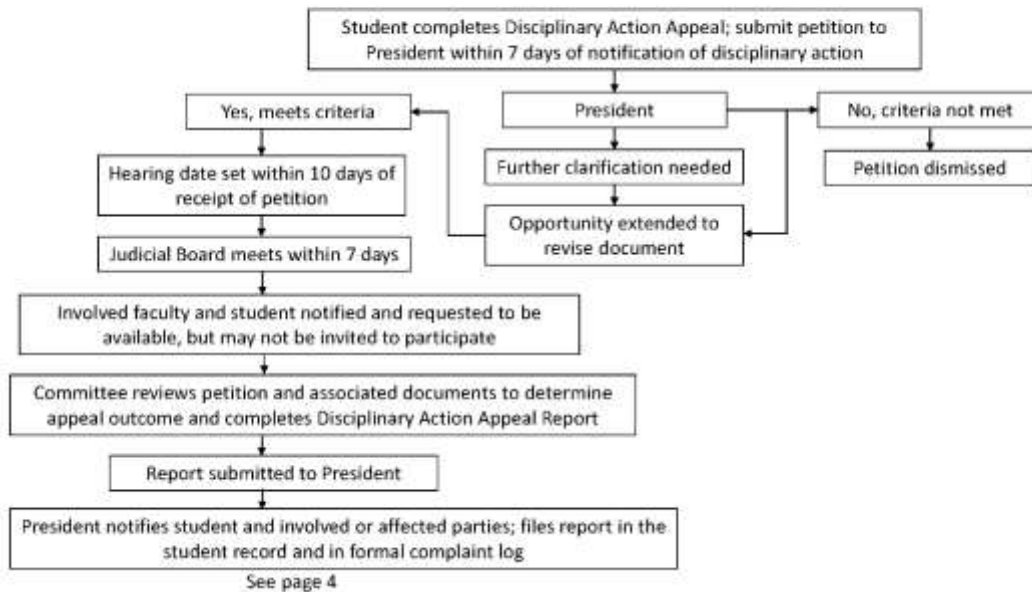 Student completes Disciplinary Action Appeal; submit petition to
President within 7 days of notification of disciplinary action
Yes, meets criteria
President
No, criteria not met
Hearing date set within 10 days of
receipt of petition
Further clarification needed
Petition dismissed
Opportunity extended to
revise document
Judicial Board meets within 7 days
Involved faculty and student notified and requested to be
available, but may not be invited to participate
Committee reviews petition and associated documents to determine
appeal outcome and completes Disciplinary Action Appeal Report
Report submitted to President
President notifies student and involved or affected parties; files report in the
student record and in formal complaint log
See page 4